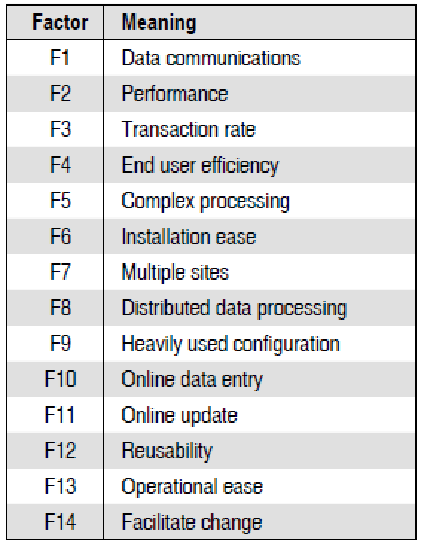 Factor Meaning
F1 Data communications
F2 Performance
F3 Transaction rate
F4 End user efficiency
F5 Complex processing
F6 Installation ease
F7 Multiple sites
F8 Distributed data processing
F9 Heavily used configuration
F10 Online data entry
F11 Online update
F12 Reusability
F13 Operational ease
F14 Facilitate change